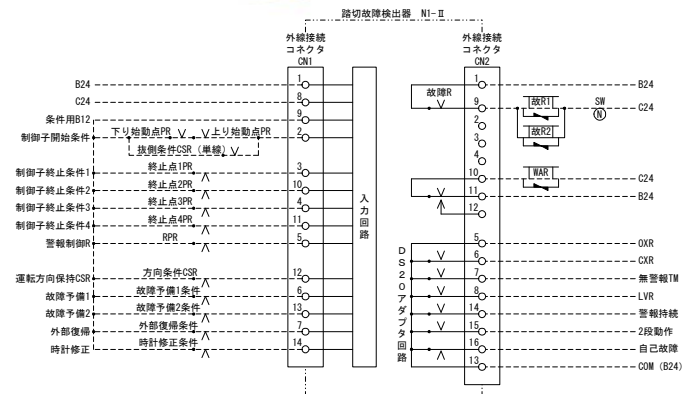 踏切故障検出器 N1-Ⅱ
外線接続
コネクタ
CN1
外線接続
コネクタ
CN2
B24 1
C24 8
条件用B12 9
制御子開始条件 下り始動点PR 上り始動点PR 2
抜側条件CSR (単線)
制御子終止条件1 終止点1PR 3
制御子終止条件2 終止点2PR 10
制御子終止条件3 終止点3PR 4
制御子終止条件4 終止点4PR 11
警報制御R RPR 5
運転方向保持CSR 方向条件CSR 12
故障予備1 故障予備1条件 6
故障予備2 故障予備2条件 13
外部復帰 外部復帰条件 7
時計修正 時計修正条件 14
入力回路
1 B24
故障R 9 故R1 SW C24
N
2
故R2
3
4
10 WAR C24
11 B24
12
DS20アダプタ回路
5 OXR
6 CXR
7 無警報TM
8 LVR
14 警報持続
15 2段動作
16 自己故障
13 COM (B24)